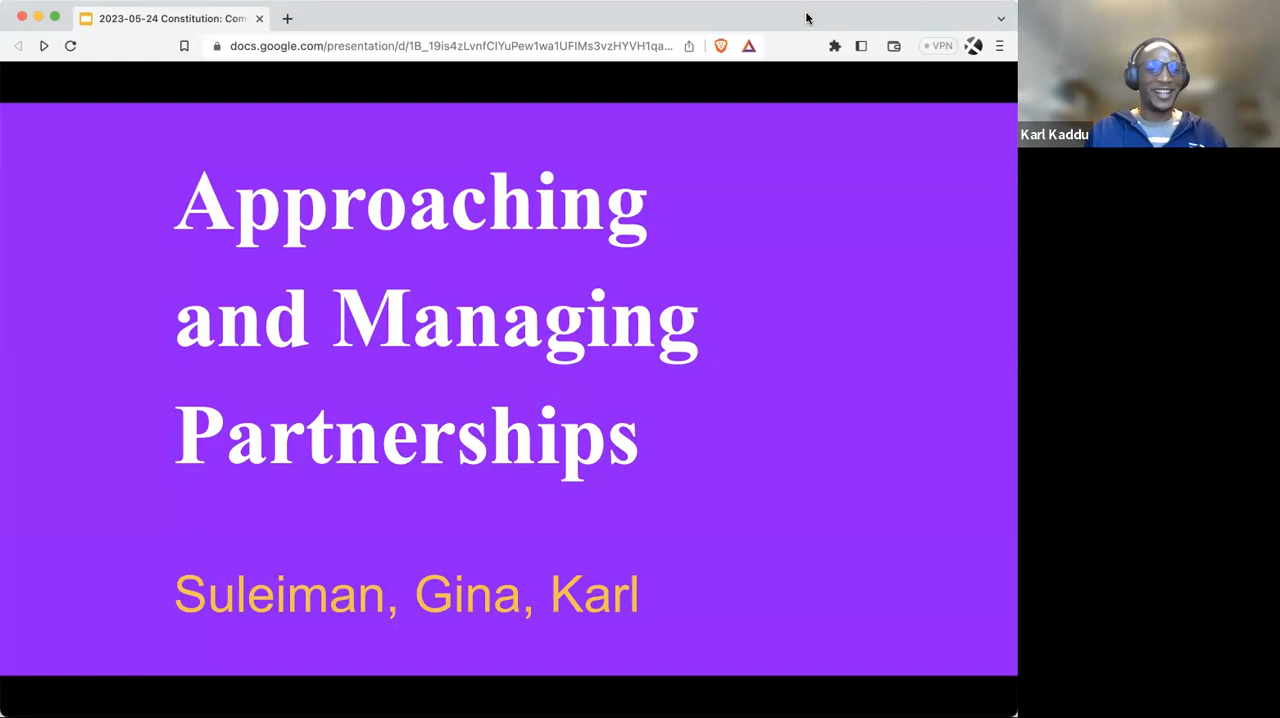 2023-05-24 Constitution: Com
docs.google.com/presentation/d/1B_19is4zLvnfClYuPew1wa1UFIMs3vzHYVH1qa...
VPN
Karl Kaddu
Approaching
and Managing
Partnerships
Suleiman, Gina, Karl